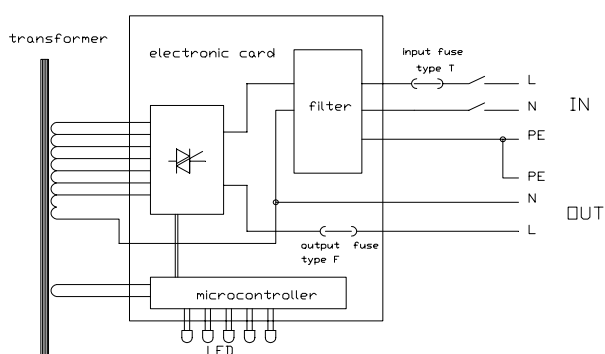 transformer
electronic card
input fuse
type T
filter
L
N
IN
PE
PE
N
OUT
L
output fuse
type F
microcontroller
LED